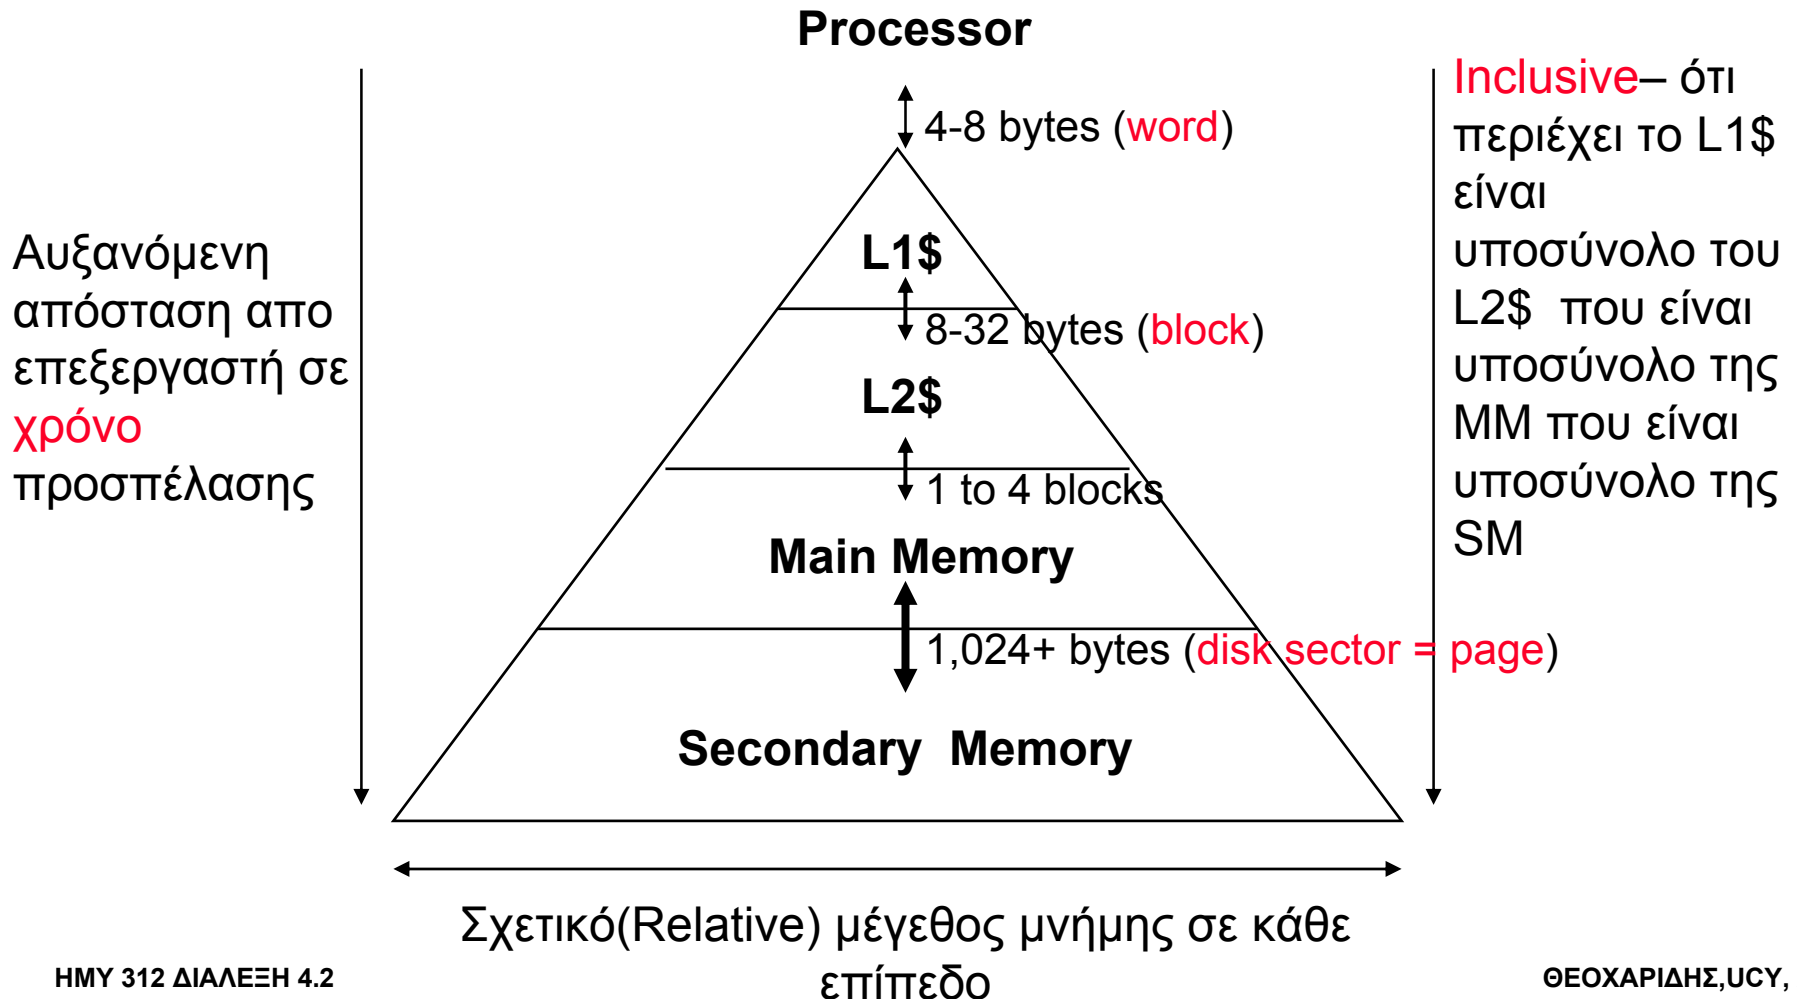 Processor
4-8 bytes (word)
Inclusive– ότι
περιέχει το L1$
είναι
υποσύνολο του
L2$ που είναι
υποσύνολο της
MM που είναι
υποσύνολο της
SM
Αυξανόμενη
απόσταση απο
επεξεργαστή σε
χρόνο
προσπέλασης
L1$
8-32 bytes (block)
L2$
1 to 4 blocks
Main Memory
1,024+ bytes (disk sector = page)
Secondary Memory
Σχετικό(Relative) μέγεθος μνήμης σε κάθε
επίπεδο
ΗΜΥ 312 ΔΙΑΛΕΞΗ 4.2
ΘΕΟΧΑΡΙΔΗΣ,UCY,